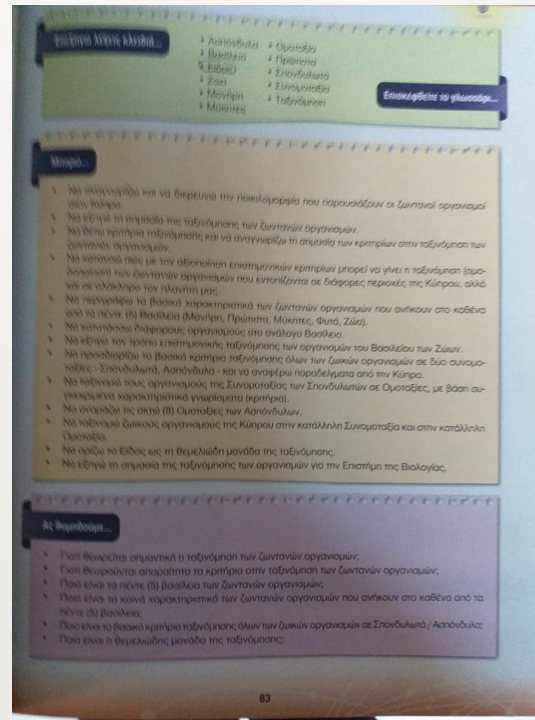 Επεξηγώ λέξεις κλειδιά...
Ασπόνδυλα
Βασίλειο
Είδος
Ζώα
Μονήρη
Μύκητες
Ομοταξία
Πρώτιστα
Σπονδυλωτά
Συνομοταξία
Ταξινόμηση
Επισκεφθείτε το γλωσσάρι...
Μπορώ...
Να αναγνωρίζω και να διερευνώ την ποικιλομορφία που παρουσιάζουν οι ζωντανοί οργανισμοί
στην Κύπρο.
Να εξηγώ τη σημασία της ταξινόμησης των ζωντανών οργανισμών.
Να θέτω κριτήρια ταξινόμησης και να αναγνωρίζω τη σημασία των κριτηρίων στην ταξινόμηση των
ζωντανών οργανισμών.
Να κατανοώ πώς με την αξιοποίηση επιστημονικών κριτηρίων μπορεί να γίνει η ταξινόμηση (ομα-
δοποίηση) των ζωντανών οργανισμών που εντοπίζονται σε διάφορες περιοχές της Κύπρου, αλλά
και σε ολόκληρο τον πλανήτη μας.
Να περιγράφω τα βασικά χαρακτηριστικά των ζωντανών οργανισμών που ανήκουν στο καθένα
από τα πέντε (5) Βασίλεια (Μονήρη, Πρώτιστα, Μύκητες, Φυτά, Ζώα).
Να κατατάσσω διάφορους οργανισμούς στο ανάλογο Βασίλειο.
Να εξηγώ τον τρόπο επιστημονικής ταξινόμησης των οργανισμών του Βασιλείου των Ζώων.
Να προσδιορίζω το βασικό κριτήριο ταξινόμησης όλων των ζωικών οργανισμών σε δύο συνομο-
ταξίες - Σπονδυλωτά, Ασπόνδυλα - και να αναφέρω παραδείγματα από την Κύπρο.
Να ταξινομώ τους οργανισμούς της Συνομοταξίας των Σπονδυλωτών σε Ομοταξίες, με βάση συ-
γκεκριμένα χαρακτηριστικά γνωρίσματα (κριτήρια).
Να ονομάζω τις οκτώ (8) Ομοταξίες των Ασπόνδυλων.
Να ταξινομώ ζωικούς οργανισμούς της Κύπρου στην κατάλληλη Συνομοταξία και στην κατάλληλη
Ομοταξία.
Να ορίζω το Είδος ως τη θεμελιώδη μονάδα της ταξινόμησης.
Να εξηγώ τη σημασία της ταξινόμησης των οργανισμών για την Επιστήμη της Βιολογίας.
Ας θυμηθούμε...
Γιατί θεωρείται σημαντική η ταξινόμηση των ζωντανών οργανισμών;
Γιατί θεωρούνται απαραίτητα τα κριτήρια στην ταξινόμηση των ζωντανών οργανισμών;
Ποια είναι τα πέντε (5) βασίλεια των ζωντανών οργανισμών;
Ποια είναι τα κοινά χαρακτηριστικά των ζωντανών οργανισμών που ανήκουν στο καθένα από τα
πέντε (5) βασίλεια;
Ποιο είναι το βασικό κριτήριο ταξινόμησης όλων των ζωικών οργανισμών σε Σπονδυλωτά / Ασπόνδυλα;
Ποια είναι η θεμελιώδης μονάδα της ταξινόμησης;
83